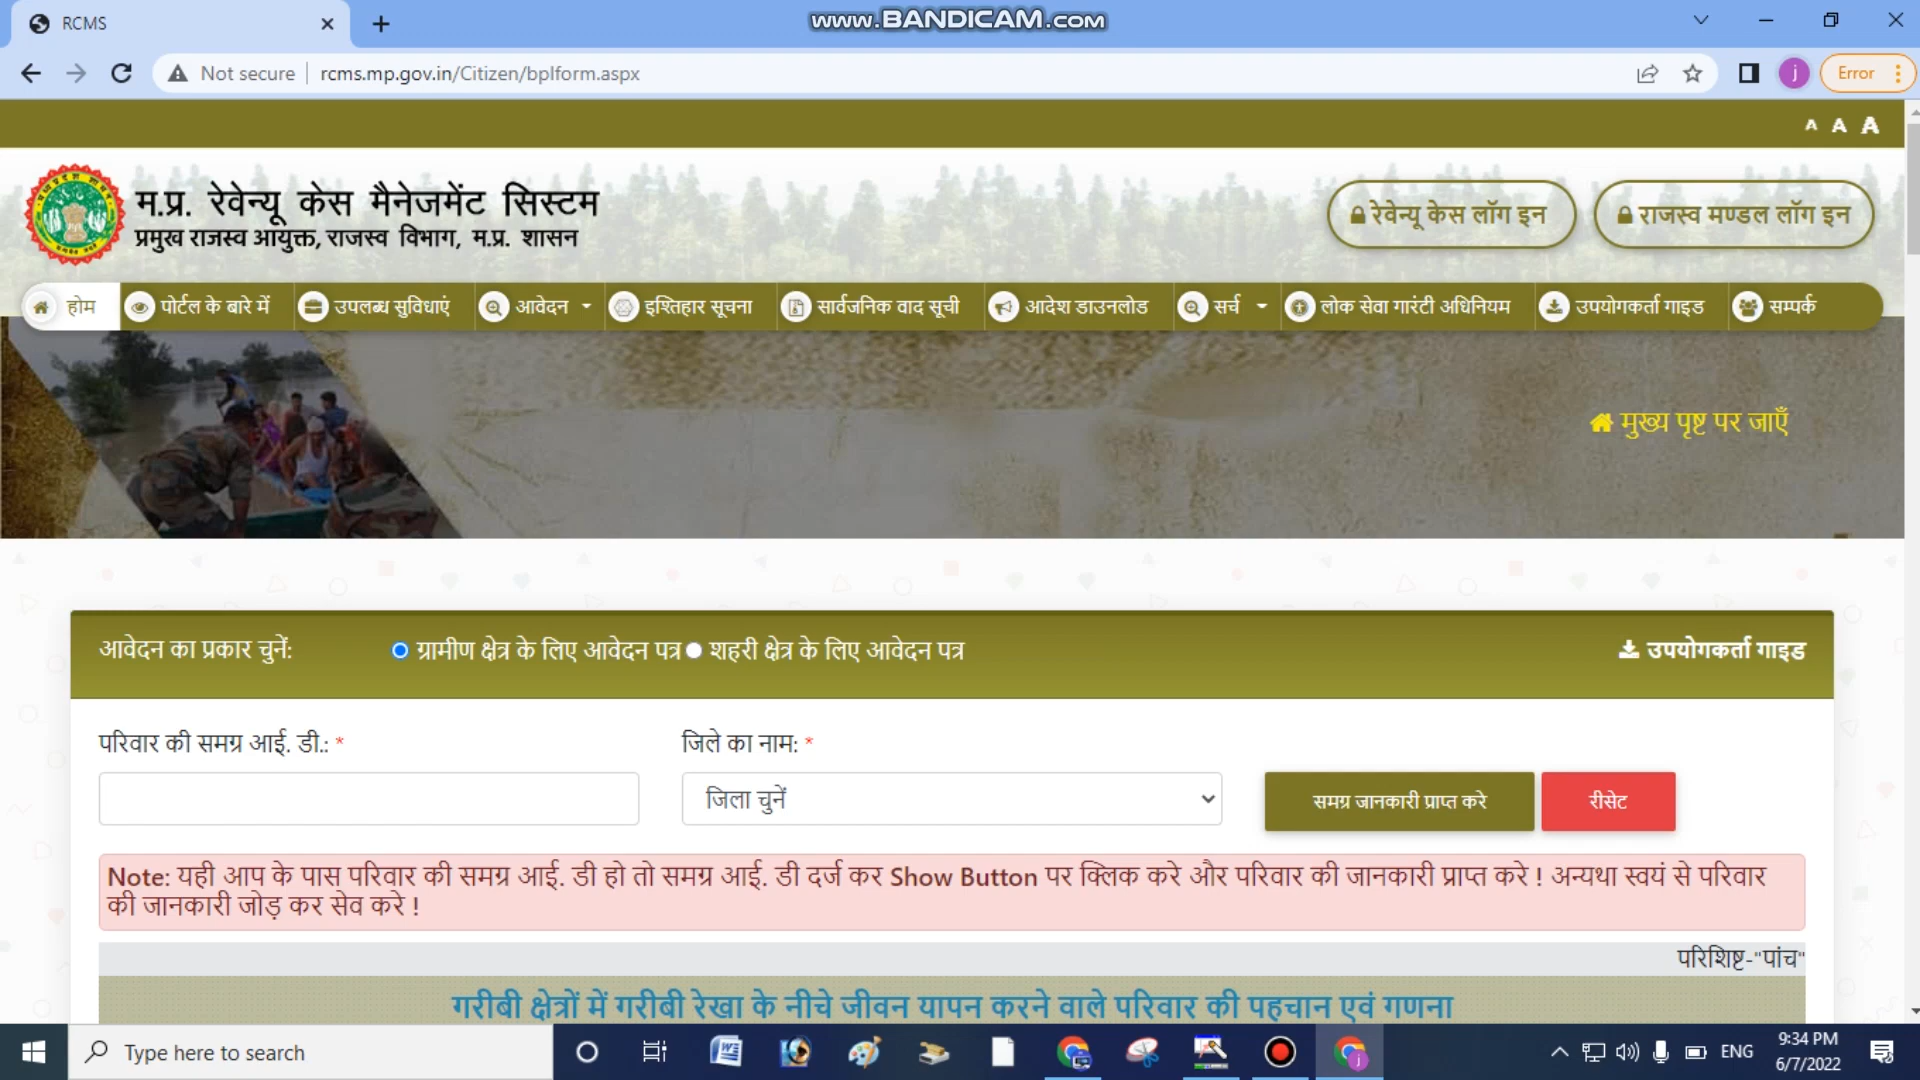 RCMS
www.BANDICAM.com
Not secure
rcms.mp.gov.in/Citizen/bplform.aspx
j
Error
A A A
म.प्र. रेवेन्यू केस मैनेजमेंट सिस्टम
प्रमुख राजस्व आयुक्त, राजस्व विभाग, म.प्र. शासन
रेवेन्यू केस लॉग इन
राजस्व मण्डल लॉग इन
होम
पोर्टल के बारे में
उपलब्ध सुविधाएं
आवेदन
इश्तिहार सूचना
सार्वजनिक वाद सूची
आदेश डाउनलोड
सर्च
लोक सेवा गारंटी अधिनियम
उपयोगकर्ता गाइड
सम्पर्क
मुख्य पृष्ट पर जाएँ
आवेदन का प्रकार चुनें:
ग्रामीण क्षेत्र के लिए आवेदन पत्र
शहरी क्षेत्र के लिए आवेदन पत्र
उपयोगकर्ता गाइड
परिवार की समग्र आई. डी.: *
जिले का नाम: *
जिला चुनें
समग्र जानकारी प्राप्त करे
रीसेट
Note: यही आप के पास परिवार की समग्र आई. डी हो तो समग्र आई. डी दर्ज कर Show Button पर क्लिक करे और परिवार की जानकारी प्राप्त करे ! अन्यथा स्वयं से परिवार
की जानकारी जोड़ कर सेव करे !
परिशिष्ट-"पांच"
गरीबी क्षेत्रों में गरीबी रेखा के नीचे जीवन यापन करने वाले परिवार की पहचान एवं गणना
Type here to search
j
ENG
9:34 PM
6/7/2022